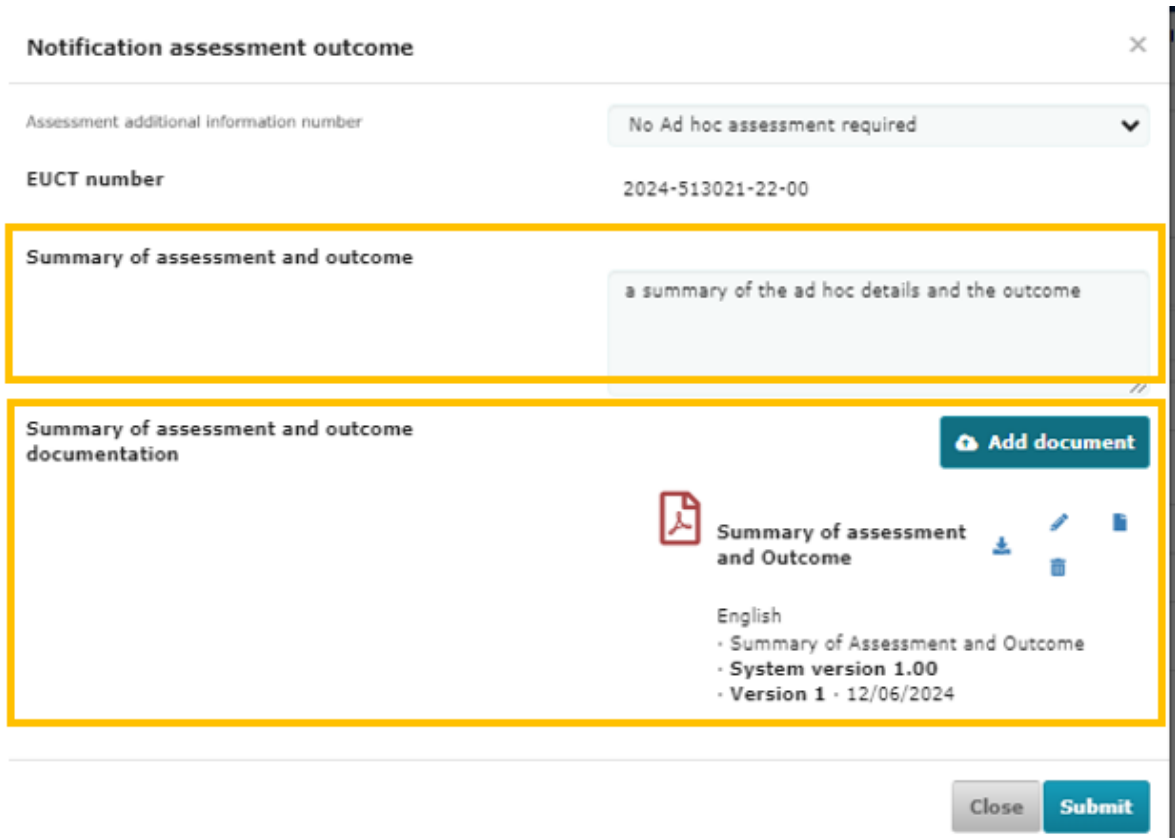 Notification assessment outcome
Assessment additional information number
No Ad hoc assessment required
EUCT number
2024-513021-22-00
Summary of assessment and outcome
a summary of the ad hoc details and the outcome
Summary of assessment and outcome
documentation
Add document
Summary of assessment
and Outcome
English
· Summary of Assessment and Outcome
· System version 1.00
· Version 1 · 12/06/2024
Close
Submit